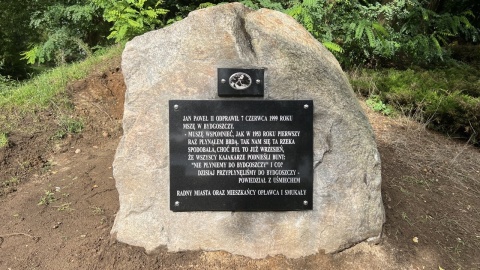 JAN PAWEŁ II ODPRAWIŁ 7 CZERWCA 1999 ROKU
MSZĘ W BYDGOSZCZY.
- MUSZĘ WSPOMNIEĆ, JAK W 1953 ROKU PIERWSZY
RAZ PŁYNĄŁEM BRDĄ, TAK NAM SIĘ TA RZEKA
SPODOBAŁA, CHOĆ BYŁ TO JUŻ WRZESIEŃ,
ŻE WSZYSCY KAJAKARZE PODNIEŚLI BUNT:
"NIE PŁYNIEMY DO BYDGOSZCZY" I CO?
DZISIAJ PRZYPŁYNĘLIŚMY DO BYDGOSZCZY -
POWIEDZIAŁ Z UŚMIECHEM
RADNY MIASTA ORAZ MIESZKAŃCY OPŁAWCA I SMUKAŁY